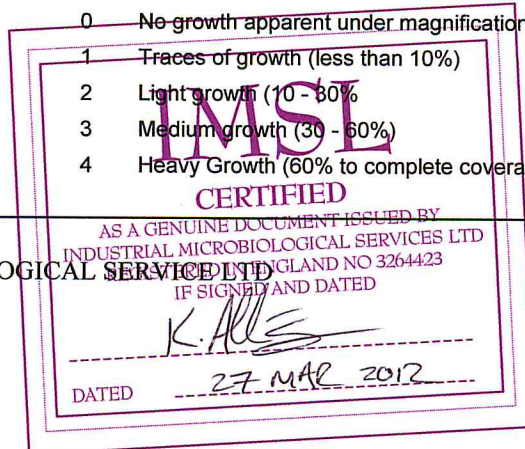 0 No growth apparent under magnification
1 Traces of growth (less than 10%)
2 Light growth (10 - 30%
3 Medium growth (30 - 60%)
4 Heavy Growth (60% to complete covera
IMSL
CERTIFIED
AS A GENUINE DOCUMENT ISSUED BY
INDUSTRIAL MICROBIOLOGICAL SERVICES LTD
OGICAL SERVICE LTD
REGISTERED IN ENGLAND NO 3264423
IF SIGNED AND DATED
DATED 27 MAR 2012